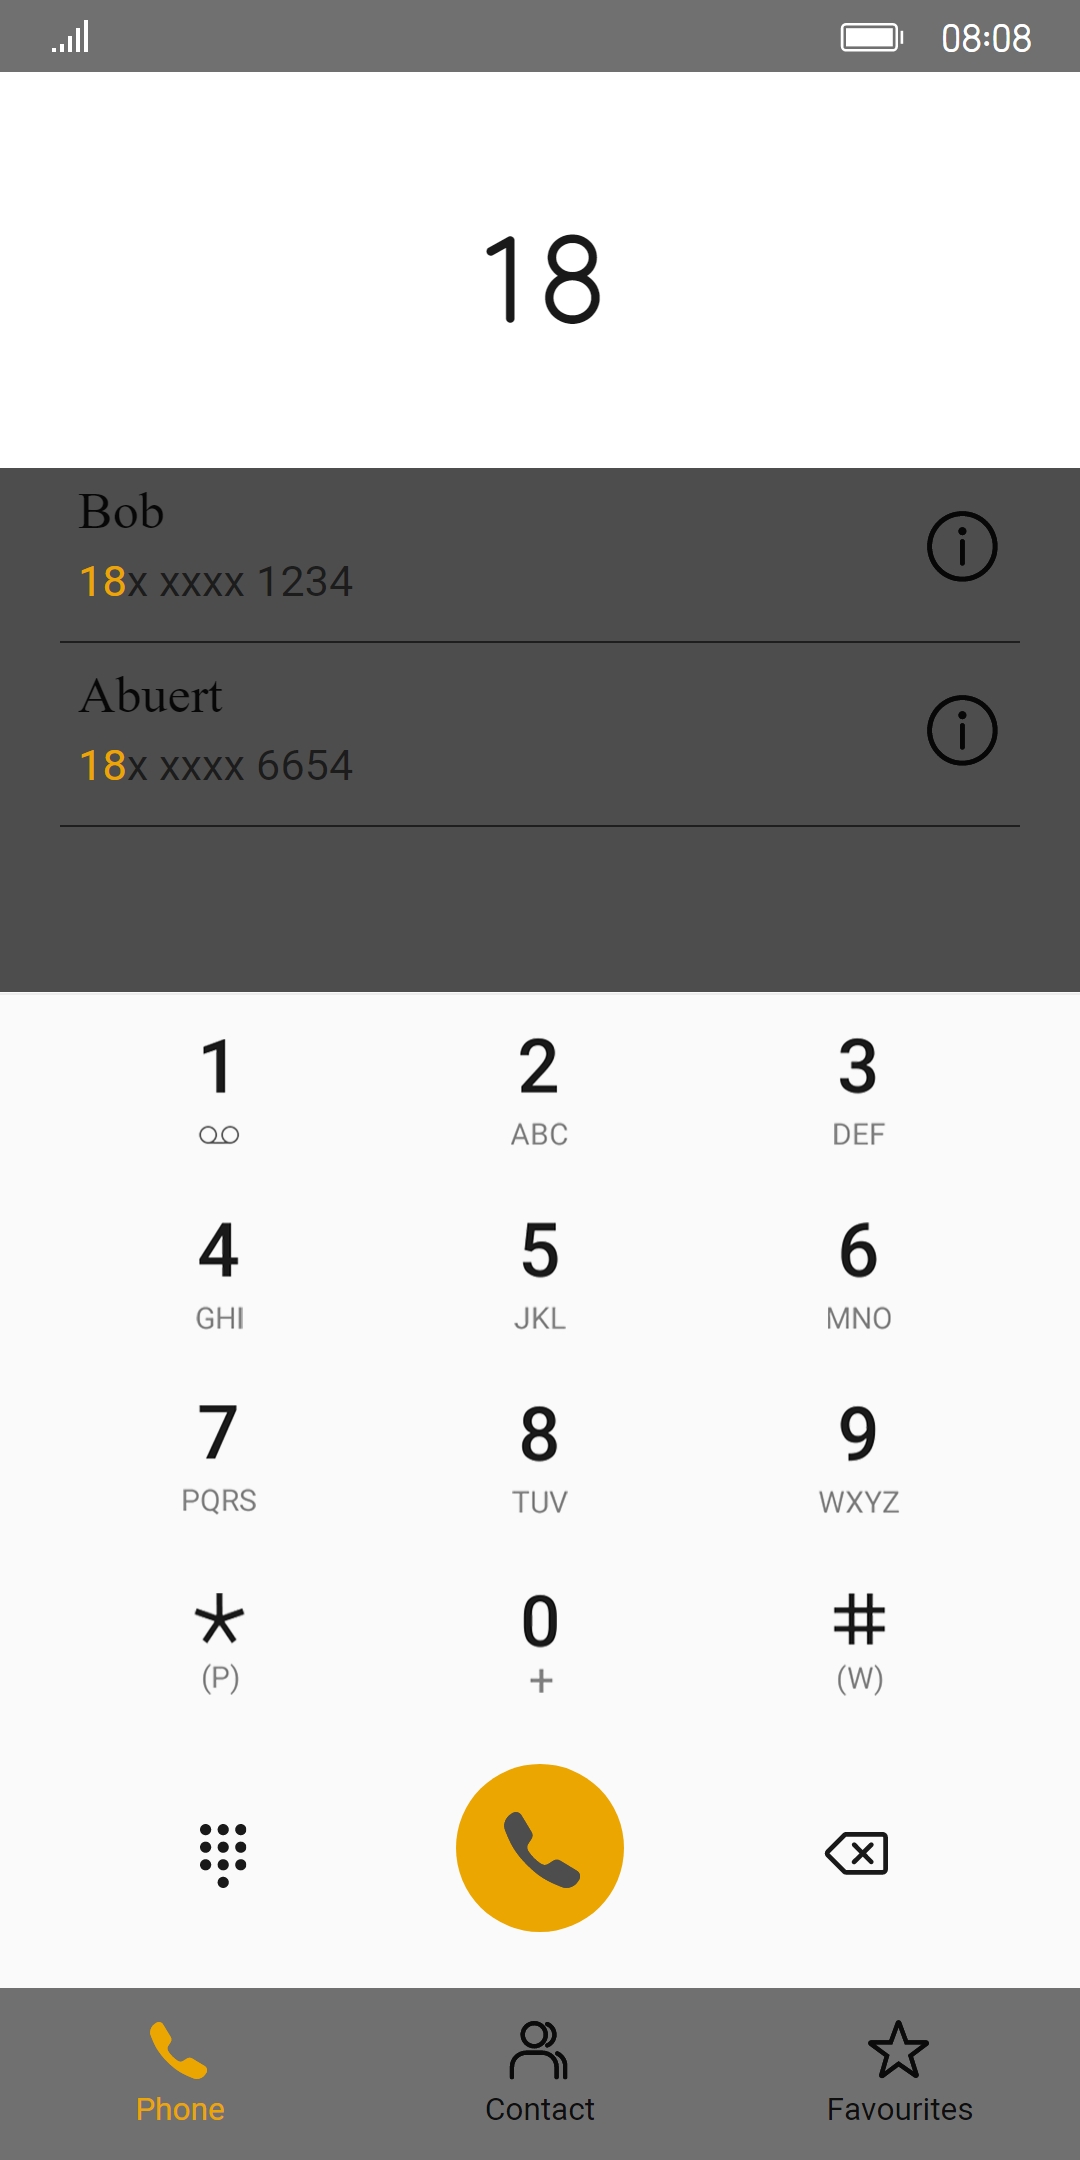 08:08
18
Bob
18x xxxx 1234
Abuert
18x xxxx 6654
1 2 3
ABC DEF
4 5 6
GHI JKL MNO
7 8 9
PQRS TUV WXYZ
* 0 #
(P) + (W)
Phone Contact Favourites